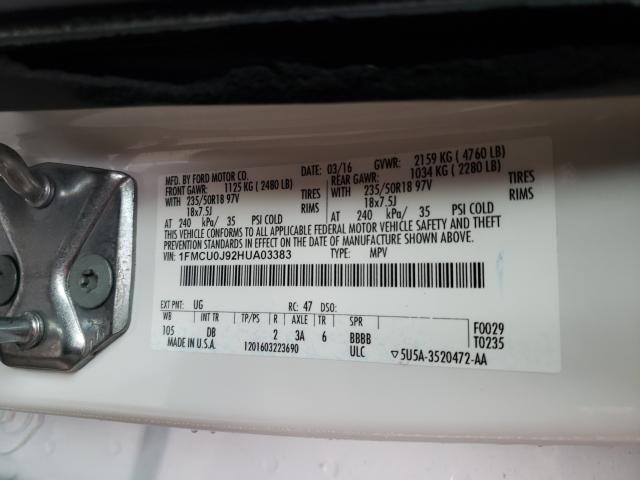 MFD. BY FORD MOTOR CO. DATE: 03/16 GVWR: 2159 KG ( 4760 LB)
FRONT GAWR: 1125 KG ( 2480 LB) REAR GAWR: 1034 KG ( 2280 LB)
WITH 235/50R18 97V TIRES WITH 235/50R18 97V TIRES
18x7.5J RIMS 18x7.5J RIMS
AT 240 kPa/ 35 PSI COLD AT 240 kPa/ 35 PSI COLD
THIS VEHICLE CONFORMS TO ALL APPLICABLE FEDERAL MOTOR VEHICLE SAFETY AND THEFT
PREVENTION STANDARDS IN EFFECT ON THE DATE OF MANUFACTURE SHOWN ABOVE.
VIN: 1FMCU0J92HUA03383 TYPE: MPV
EXT PNT: UG RC: 47 DSO:
WB INT TR TP/PS R AXLE TR SPR F0029
105 DB 2 3A 6 BBBB T0235
MADE IN U.S.A. 1201603223690 ULC ▽5U5A-3520472-AA